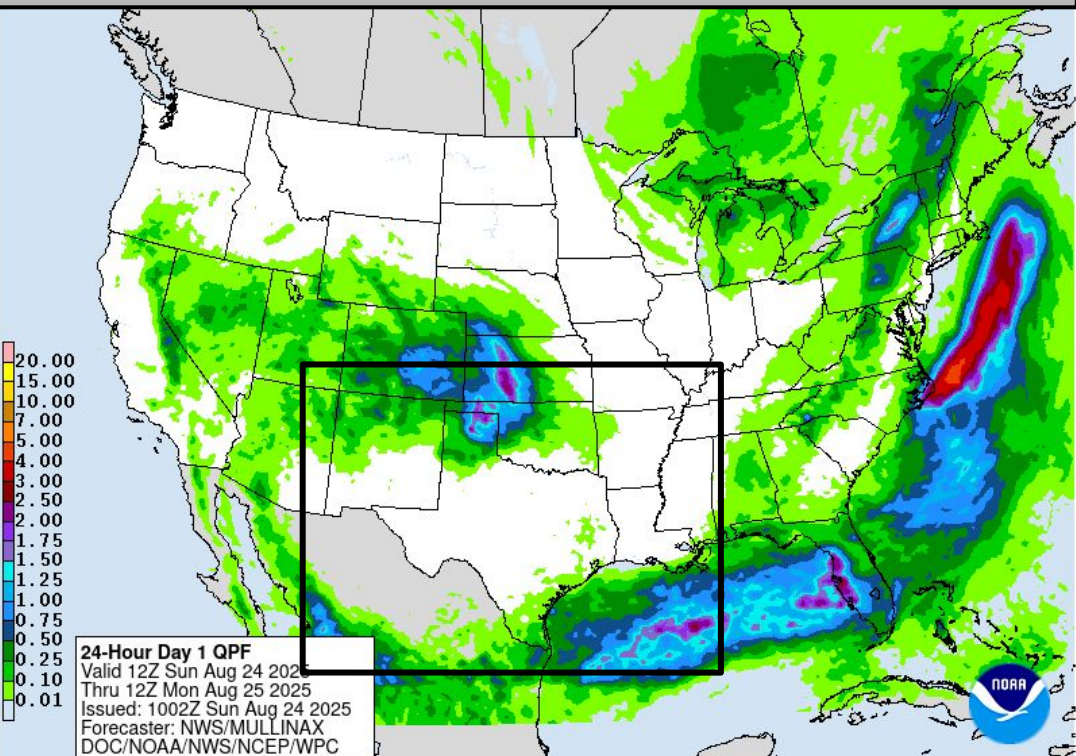 20.00
15.00
10.00
7.00
5.00
4.00
3.00
2.50
2.00
1.75
1.50
1.25
1.00
0.75
0.50
0.25
0.10
0.01
24-Hour Day 1 QPF
Valid 12Z Sun Aug 24 2025
Thru 12Z Mon Aug 25 2025
Issued: 1002Z Sun Aug 24 2025
Forecaster: NWS/MULLINAX
DOC/NOAA/NWS/NCEP/WPC
NOAA